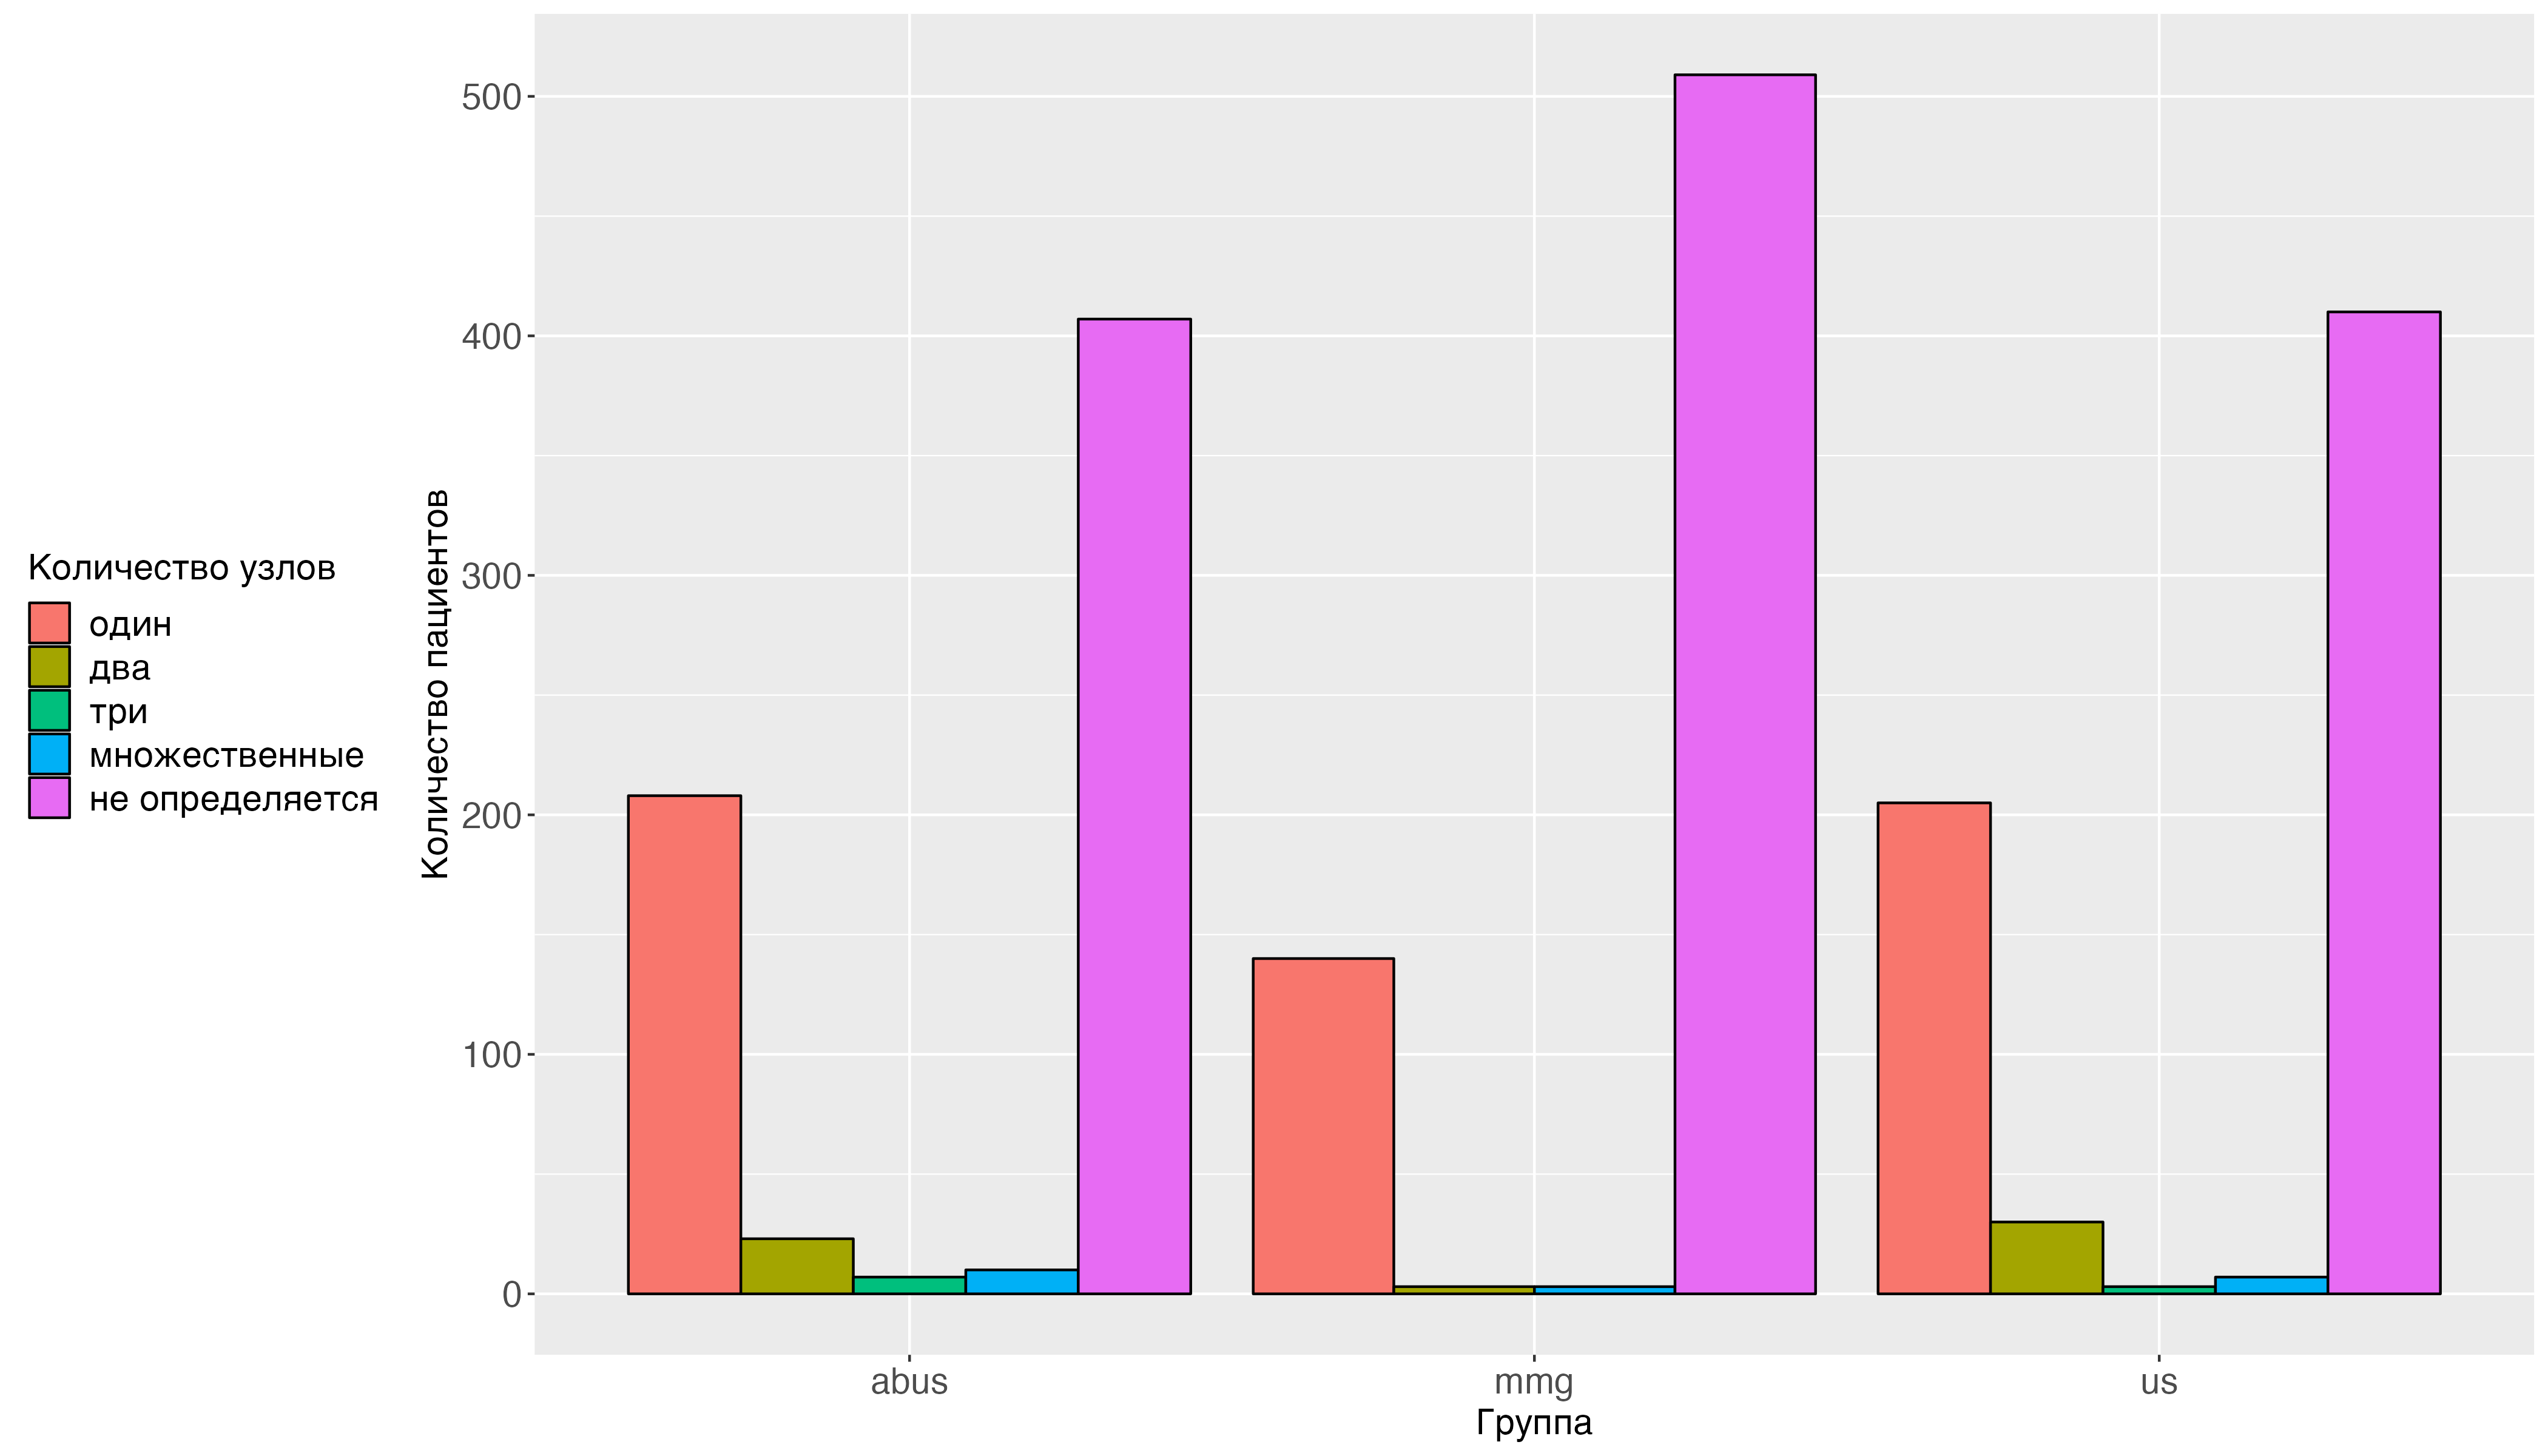 Количество узлов
один
два
три
множественные
не определяется
Количество пациентов
500
400
300
200
100
0
abus mmg us
Группа